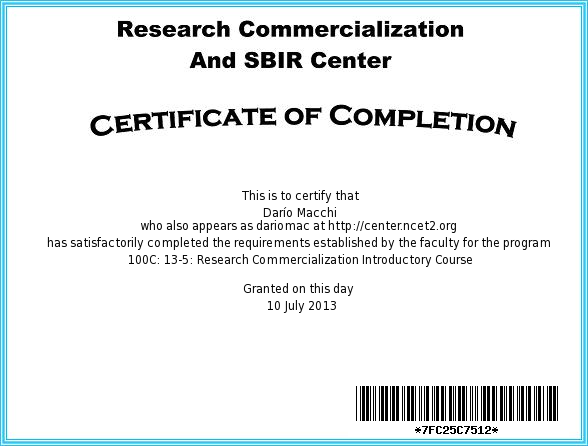 Research Commercialization
And SBIR Center
CERTIFICATE OF COMPLETION
This is to certify that
Darío Macchi
who also appears as dariomac at http://center.ncet2.org
has satisfactorily completed the requirements established by the faculty for the program
100C: 13-5: Research Commercialization Introductory Course
Granted on this day
10 July 2013
*7FC25C7512*